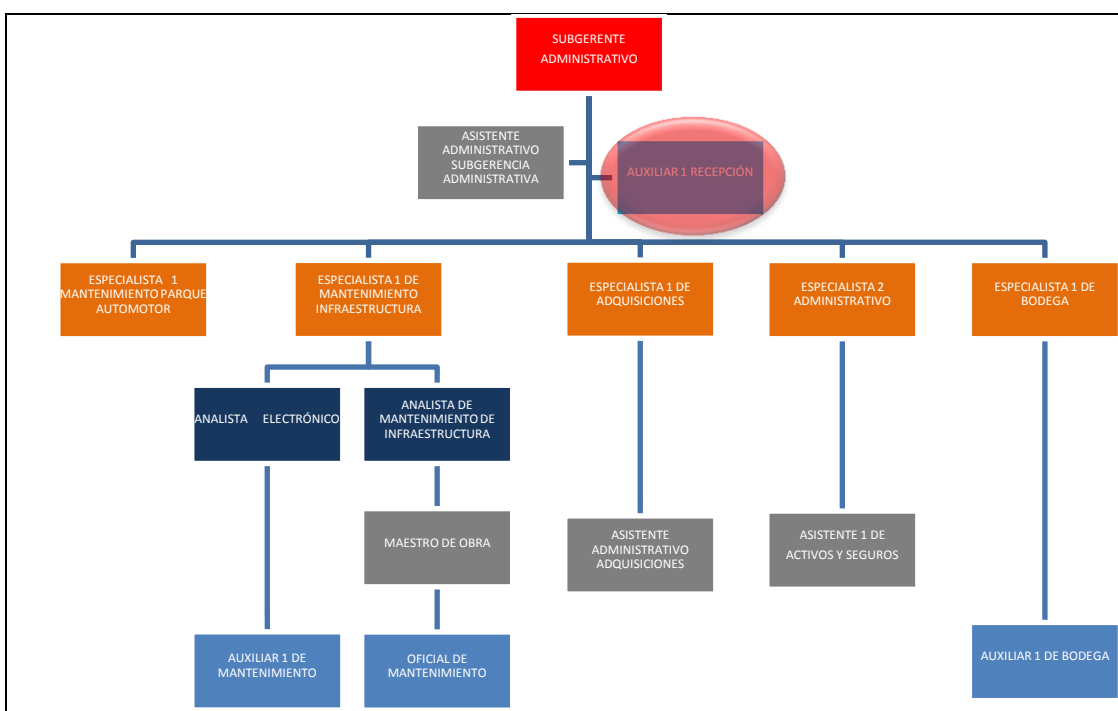 SUBGERENTE
ADMINISTRATIVO
ASISTENTE
ADMINISTRATIVO
SUBGERENCIA
ADMINISTRATIVA
AUXILIAR 1 RECEPCIÓN
ESPECIALISTA 1
MANTENIMIENTO PARQUE
AUTOMOTOR
ESPECIALISTA 1 DE
MANTENIMIENTO
INFRAESTRUCTURA
ESPECIALISTA 1 DE
ADQUISICIONES
ESPECIALISTA 2
ADMINISTRATIVO
ESPECIALISTA 1 DE
BODEGA
ANALISTA ELECTRÓNICO
ANALISTA DE
MANTENIMIENTO DE
INFRAESTRUCTURA
MAESTRO DE OBRA
ASISTENTE
ADMINISTRATIVO
ADQUISICIONES
ASISTENTE 1 DE
ACTIVOS Y SEGUROS
AUXILIAR 1 DE
MANTENIMIENTO
OFICIAL DE
MANTENIMIENTO
AUXILIAR 1 DE BODEGA